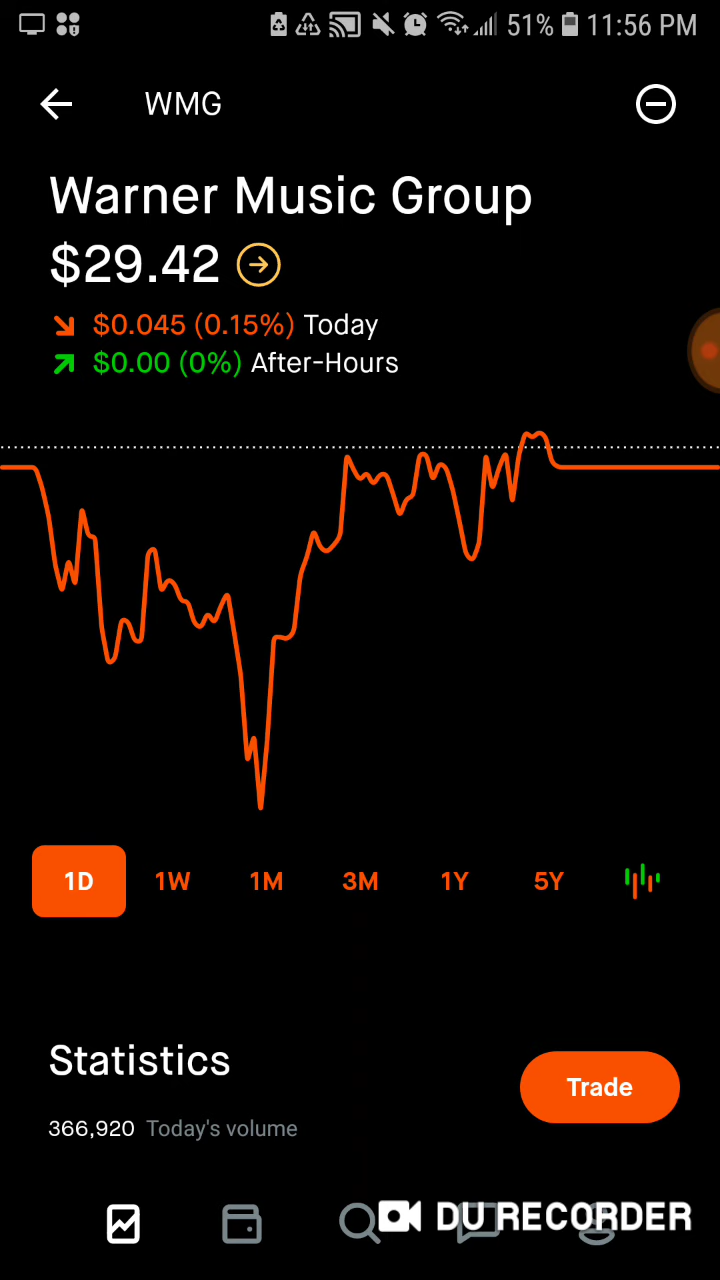 51% 11:56 PM
WMG
Warner Music Group
$29.42
$0.045 (0.15%) Today
$0.00 (0%) After-Hours
1D 1W 1M 3M 1Y 5Y
Statistics
Trade
366,920 Today's volume
DU RECORDER